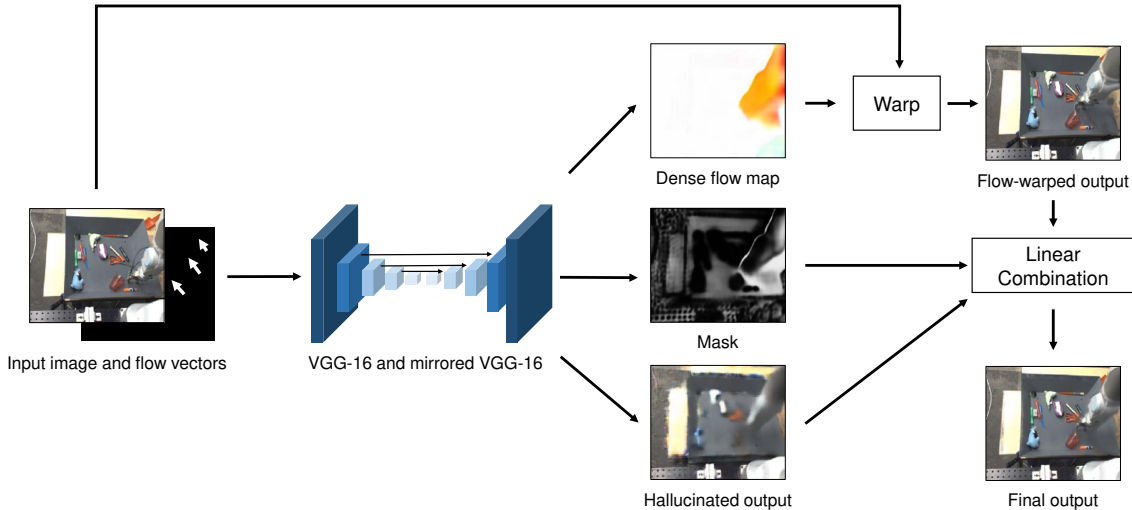 Input image and flow vectors
VGG-16 and mirrored VGG-16
Dense flow map
Mask
Hallucinated output
Warp
Flow-warped output
Linear
Combination
Final output